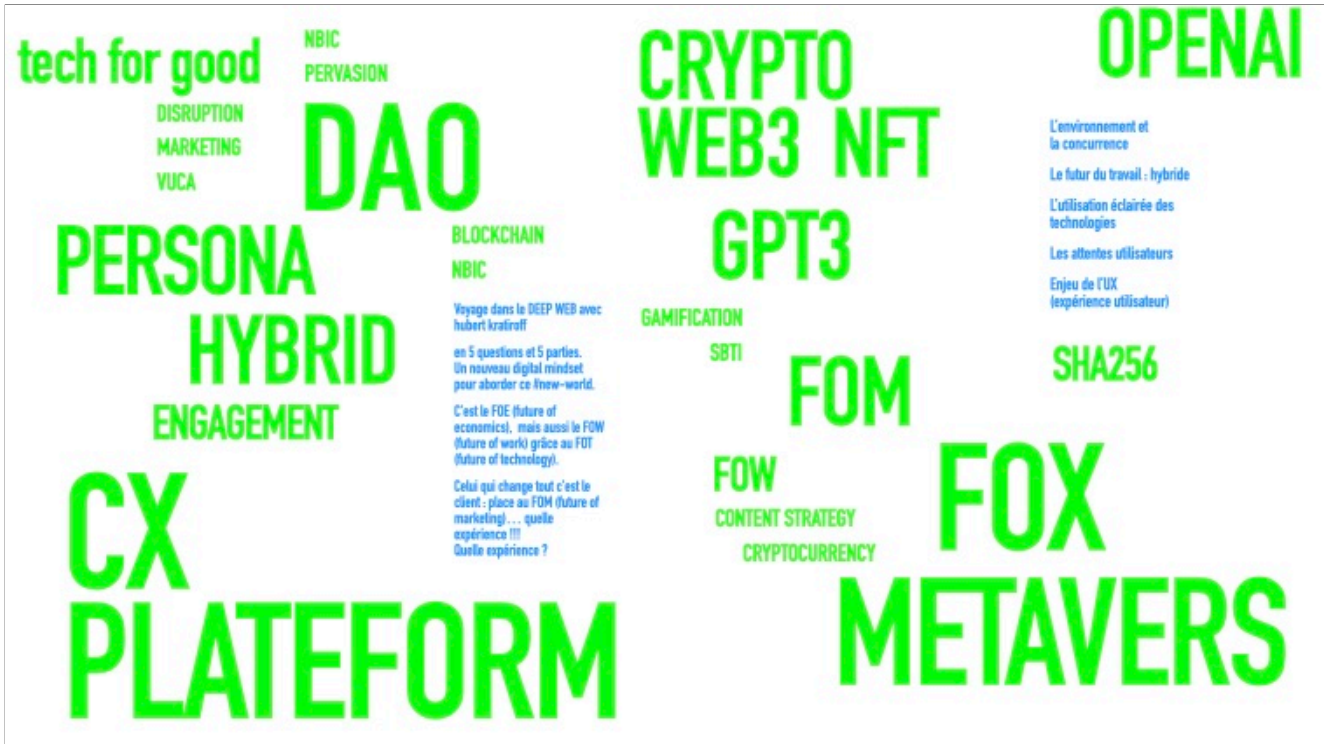 tech for good
NBIC
PERVASION
DISRUPTION
MARKETING
VUCA
DAO
PERSONA
HYBRID
ENGAGEMENT
CX
PLATEFORM
BLOCKCHAIN
NBIC
Voyage dans le DEEP WEB avec
hubert kratiroff
en 5 questions et 5 parties.
Un nouveau digital mindset
pour aborder ce #new-world.
C'est le FOE (future of
economics), mais aussi le FOW
(future of work) grâce au FOT
(future of technology).
Celui qui change tout c'est le
client : place au FOM (future of
marketing)... quelle
expérience !!!
Quelle expérience ?
CRYPTO
WEB3 NFT
GPT3
GAMIFICATION
SBTI
FOM
FOW
CONTENT STRATEGY
CRYPTOCURRENCY
OPENAI
L'environnement et
la concurrence
Le futur du travail : hybride
L'utilisation éclairée des
technologies
Les attentes utilisateurs
Enjeu de l'UX
(expérience utilisateur)
SHA256
FOX
METAVERS